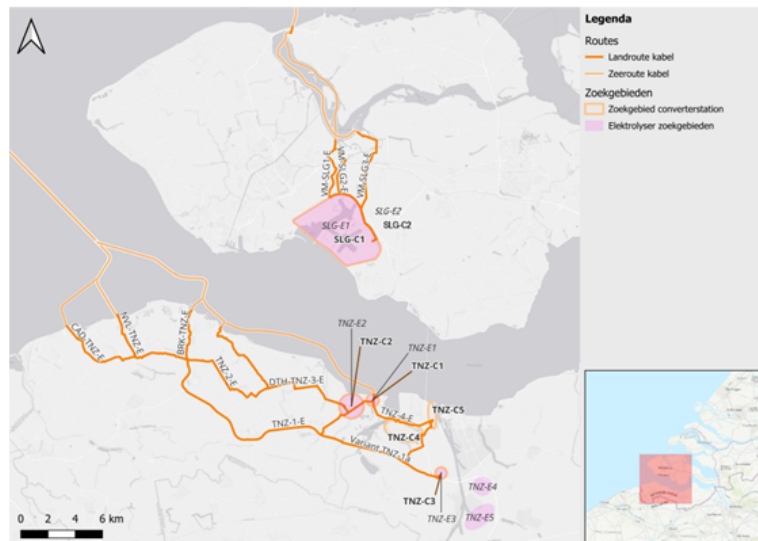 Legenda
Routes
Landroute kabel
Zeeroute kabel
Zoekgebieden
Zoekgebied converterstation
Elektrolyser zoekgebieden
VM-SLG1-E
VM-SLG2-E
VM-SLG3-E
SLG-E2
SLG-E1
SLG-C2
SLG-C1
CAD-TNZ-E
NVL-TNZ-E
BRK-TNZ-E
TNZ-E2
TNZ-C2
TNZ-E1
TNZ-C1
TNZ-2-E
DTH-TNZ-3-E
TNZ-4-E
TNZ-C5
TNZ-1-E
TNZ-C4
Variant TNZ-1a
TNZ-C3
TNZ-E4
TNZ-E3
TNZ-E5
0 2 4 6 km